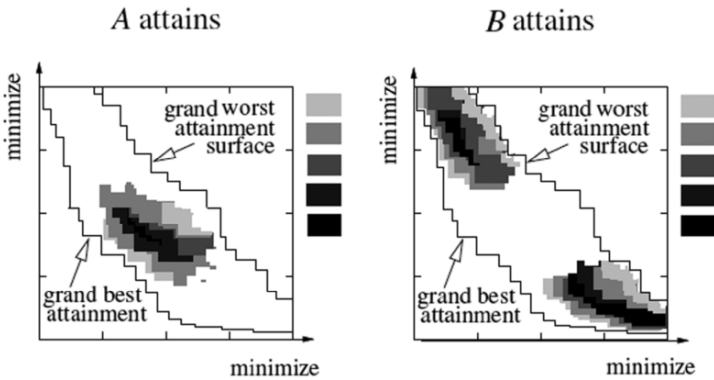 A attains
B attains
minimize
grand worst
attainment
surface
grand best
attainment
minimize
minimize
grand worst
attainment
surface
grand best
attainment
minimize